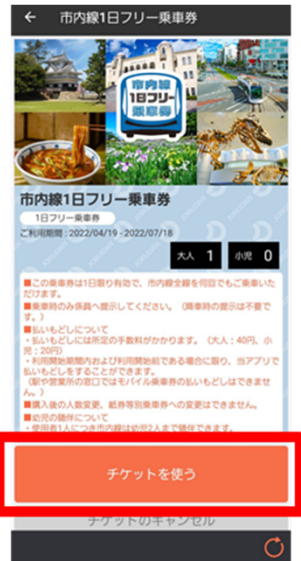 ← 市内線1日フリー乗車券
市内線
1日フリー
乗車券
市内線1日フリー乗車券
1日フリー乗車券
ご利用期間:2022/04/19 - 2022/07/18
大人 1 小児 0
■この乗車券は1日限り有効で、市内線全線を何回でもご乗車いた
だけます。
■乗車時のみ係員へ提示してください。(降車時の提示は不要で
す。)
■払いもどしについて
・払いもどしには所定の手数料がかかります。(大人:40円、小
児:20円)
・利用開始期間内および利用開始前である場合に限り、当アプリで
払いもどしをすることができます。
(駅や営業所の窓口ではモバイル乗車券の払いもどしはできませ
ん。)
■購入後の人数変更、紙券等別乗車券への変更はできません。
■幼児の随伴について
・使用者1人につき市内線は幼児2人まで随伴できます。
チケットを使う
チケットのキャンセル